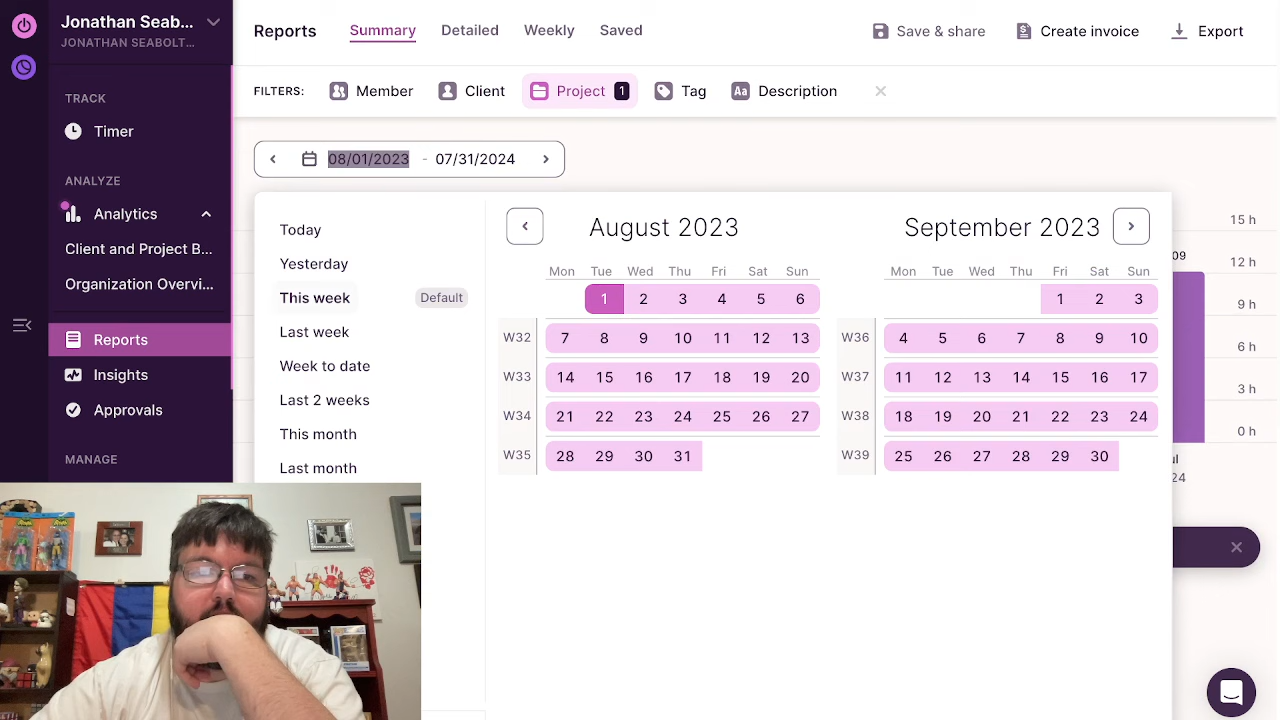 Jonathan Seab...
JONATHAN SEABOLT...
TRACK
Timer
ANALYZE
Analytics
Client and Project B...
Organization Overvi...
Reports
Insights
Approvals
MANAGE
Reports Summary Detailed Weekly Saved Save & share Create invoice Export
FILTERS: Member Client Project 1 Tag Aa Description
08/01/2023 - 07/31/2024
Today
Yesterday
This week Default
Last week
Week to date
Last 2 weeks
This month
Last month
August 2023
Mon Tue Wed Thu Fri Sat Sun
1 2 3 4 5 6
W32 7 8 9 10 11 12 13
W33 14 15 16 17 18 19 20
W34 21 22 23 24 25 26 27
W35 28 29 30 31
September 2023
Mon Tue Wed Thu Fri Sat Sun
1 2 3
W36 4 5 6 7 8 9 10
W37 11 12 13 14 15 16 17
W38 18 19 20 21 22 23 24
W39 25 26 27 28 29 30
15 h
09
12 h
9 h
6 h
3 h
0 h
ul
24